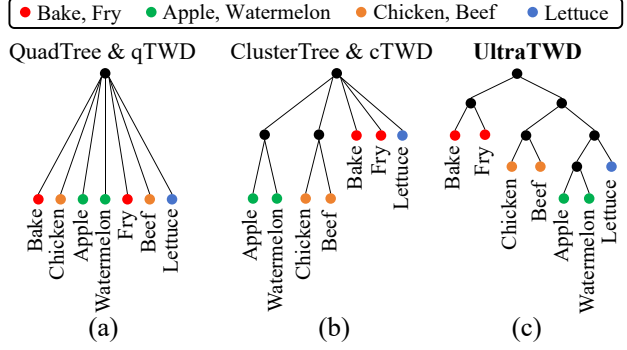 Bake, Fry Apple, Watermelon Chicken, Beef Lettuce
QuadTree & qTWD
Bake
Chicken
Apple
Watermelon
Fry
Beef
Lettuce
(a)
ClusterTree & cTWD
Apple
Watermelon
Chicken
Beef
Bake
Fry
Lettuce
(b)
UltraTWD
Bake
Fry
Chicken
Beef
Apple
Watermelon
Lettuce
(c)